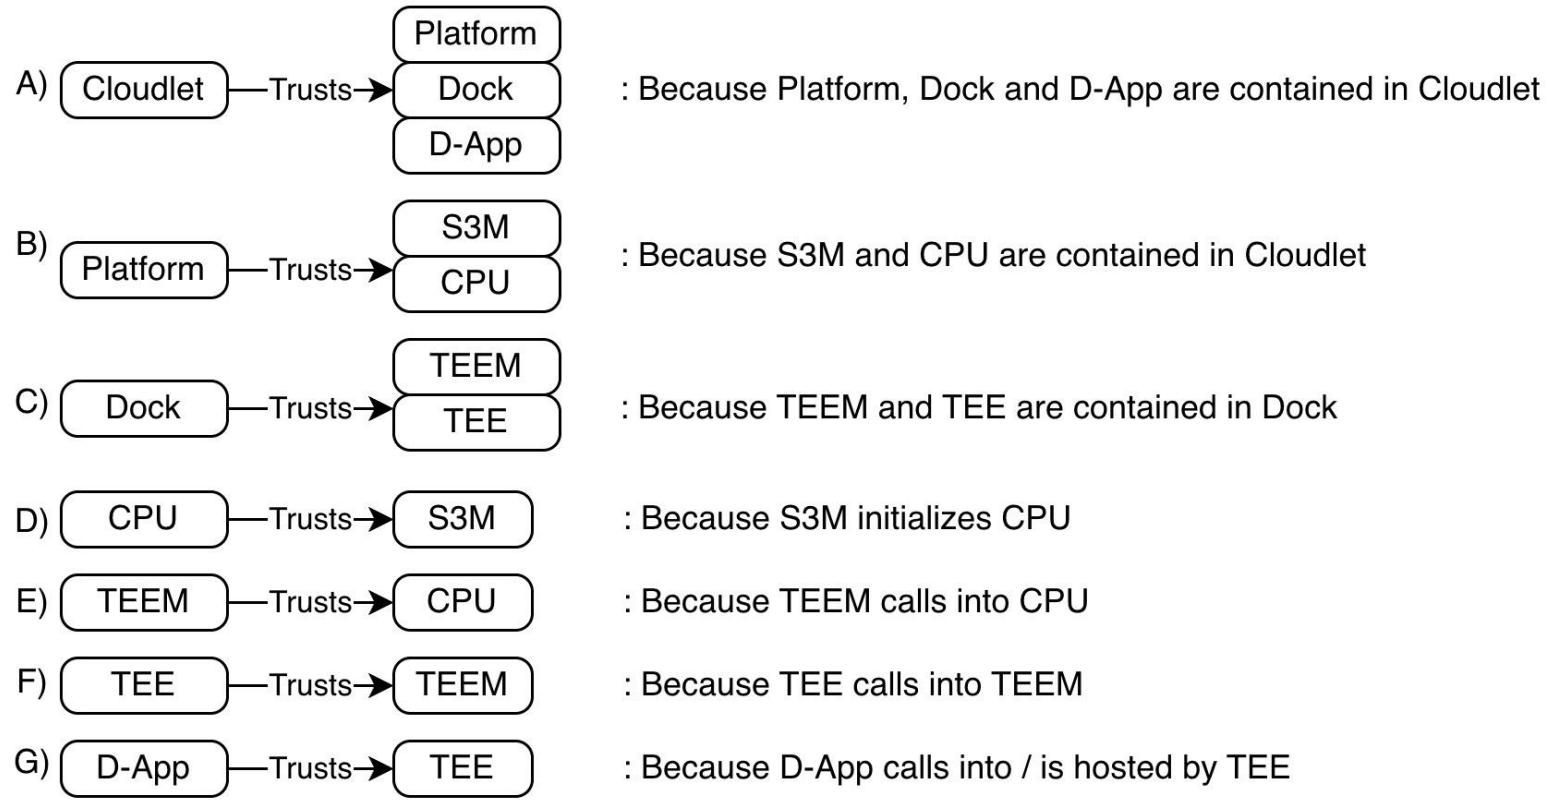 Platform
A) Cloudlet Trusts Dock : Because Platform, Dock and D-App are contained in Cloudlet
D-App
S3M
B) Platform Trusts : Because S3M and CPU are contained in Cloudlet
CPU
TEEM
C) Dock Trusts : Because TEEM and TEE are contained in Dock
TEE
D) CPU Trusts S3M : Because S3M initializes CPU
E) TEEM Trusts CPU : Because TEEM calls into CPU
F) TEE Trusts TEEM : Because TEE calls into TEEM
G) D-App Trusts TEE : Because D-App calls into / is hosted by TEE